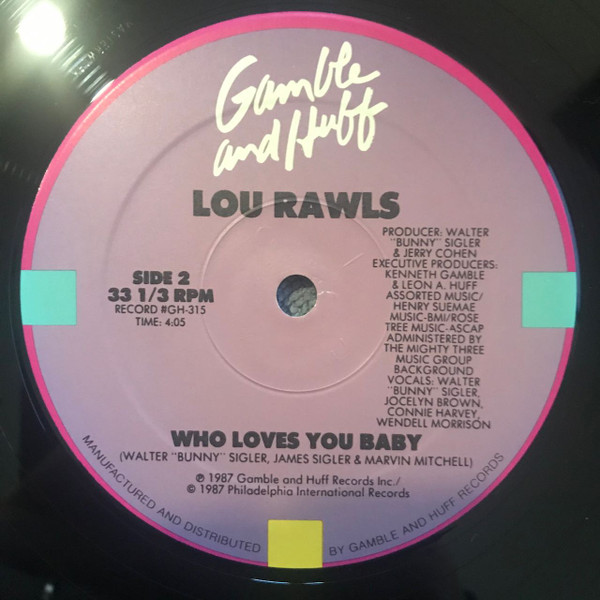 Gamble
and Huff
LOU RAWLS
SIDE 2
33 1/3 RPM
RECORD #GH-315
TIME: 4:05
PRODUCER: WALTER
"BUNNY" SIGLER
& JERRY COHEN
EXECUTIVE PRODUCERS:
KENNETH GAMBLE
& LEON A. HUFF
ASSORTED MUSIC/
HENRY SUEMAE
MUSIC-BMI/ROSE
TREE MUSIC-ASCAP
ADMINISTERED BY
THE MIGHTY THREE
MUSIC GROUP
BACKGROUND
VOCALS: WALTER
"BUNNY" SIGLER,
JOCELYN BROWN,
CONNIE HARVEY,
WENDELL MORRISON
WHO LOVES YOU BABY
(WALTER "BUNNY" SIGLER, JAMES SIGLER & MARVIN MITCHELL)
℗ 1987 Gamble and Huff Records Inc./
© 1987 Philadelphia International Records
MANUFACTURED AND DISTRIBUTED BY GAMBLE AND HUFF RECORDS